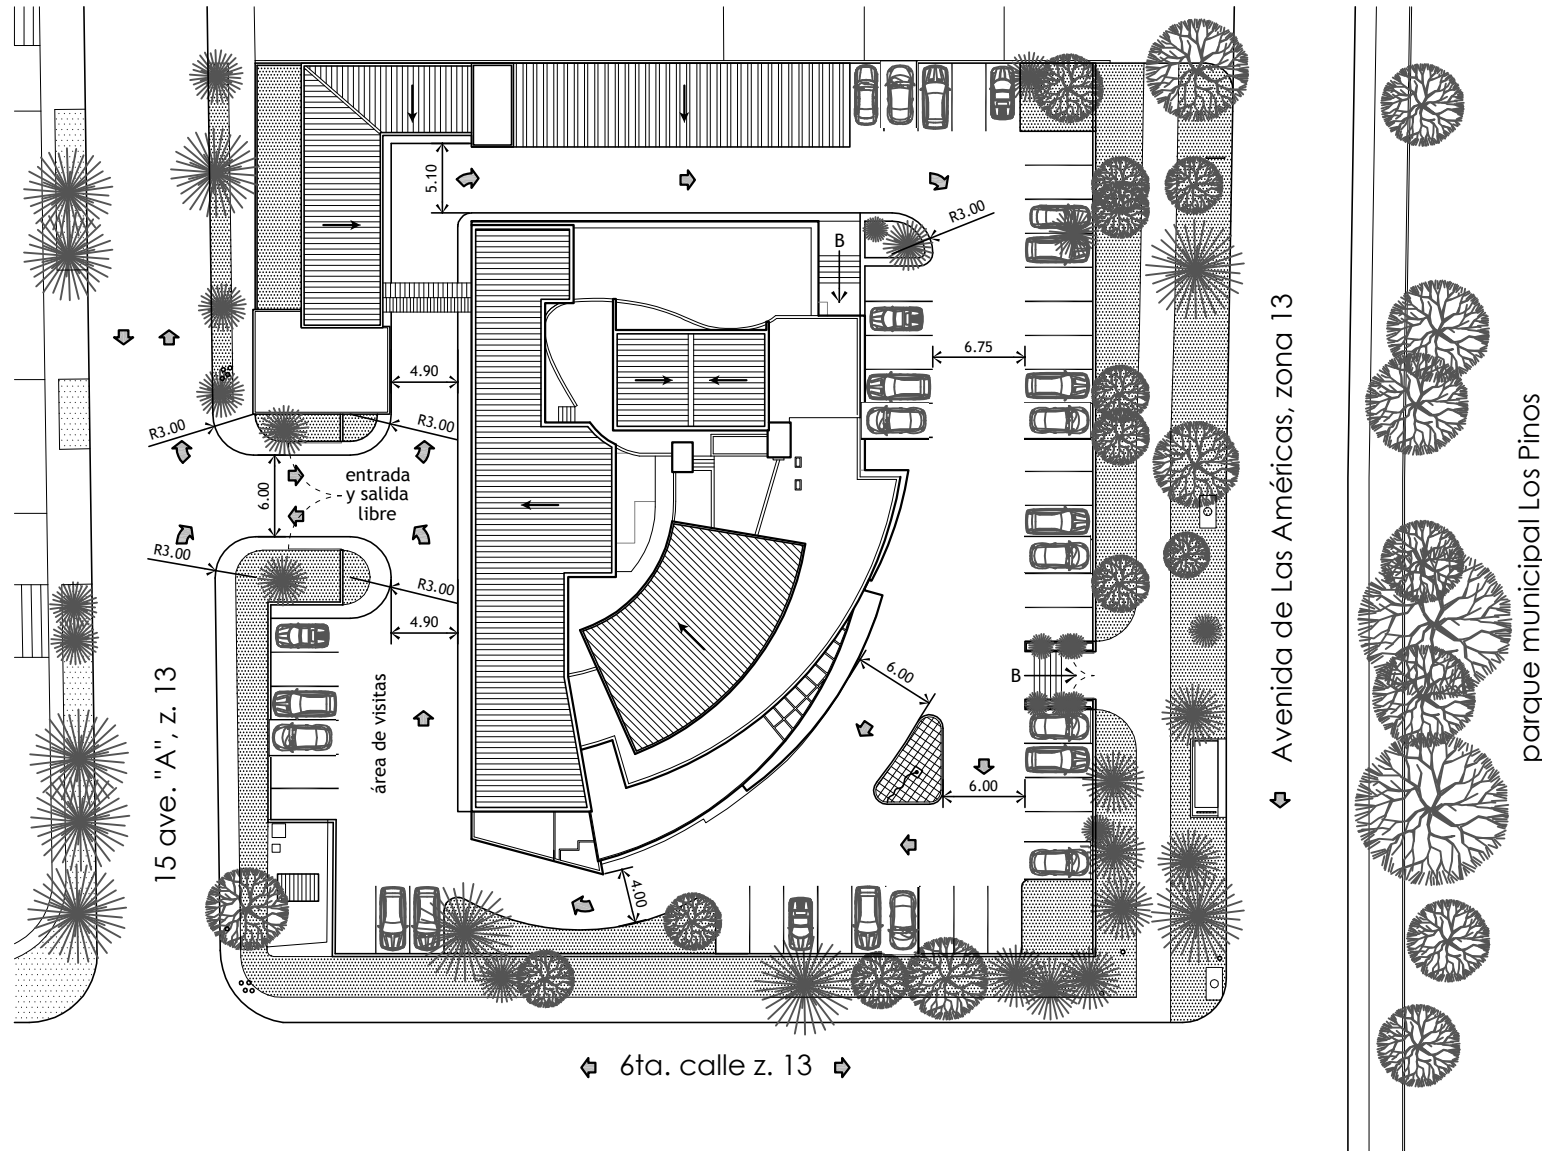 5.10
B
R3.00
6.75
4.90
R3.00
R3.00
entrada
y salida
libre
6.00
R3.00
R3.00
4.90
6.00
B
6.00
4.00
área de visitas
15 ave. "A", z. 13
Avenida de Las Américas, zona 13
parque municipal Los Pinos
6ta. calle z. 13